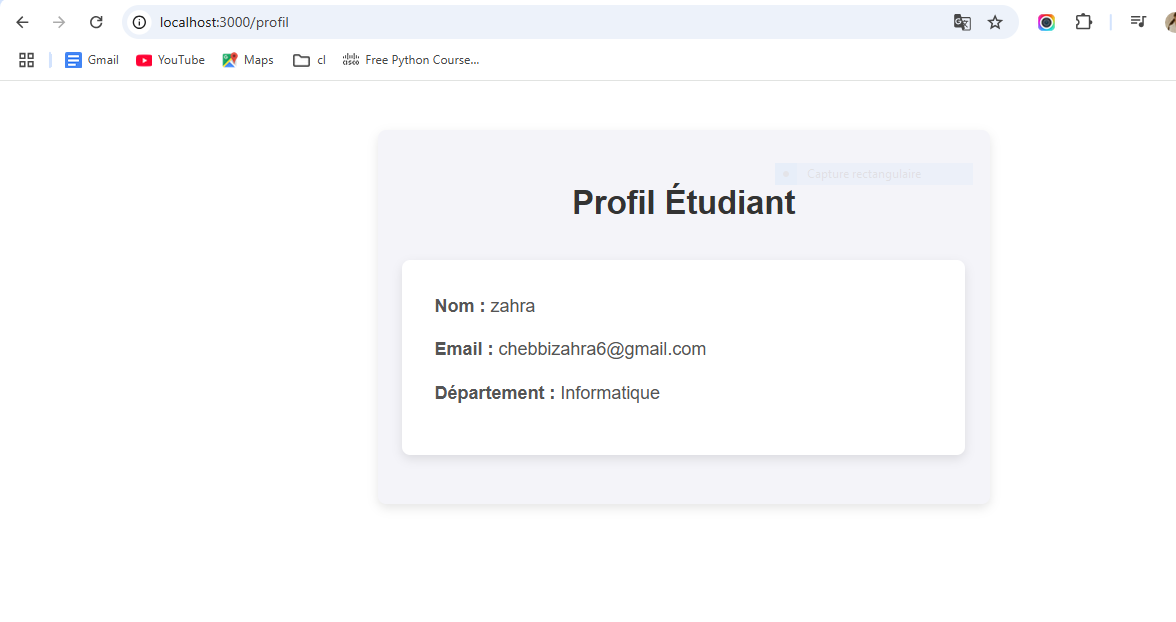 localhost:3000/profil
Gmail YouTube Maps cl cisco Free Python Course...
Capture rectangulaire
Profil Étudiant
Nom : zahra
Email : chebbizahra6@gmail.com
Département : Informatique